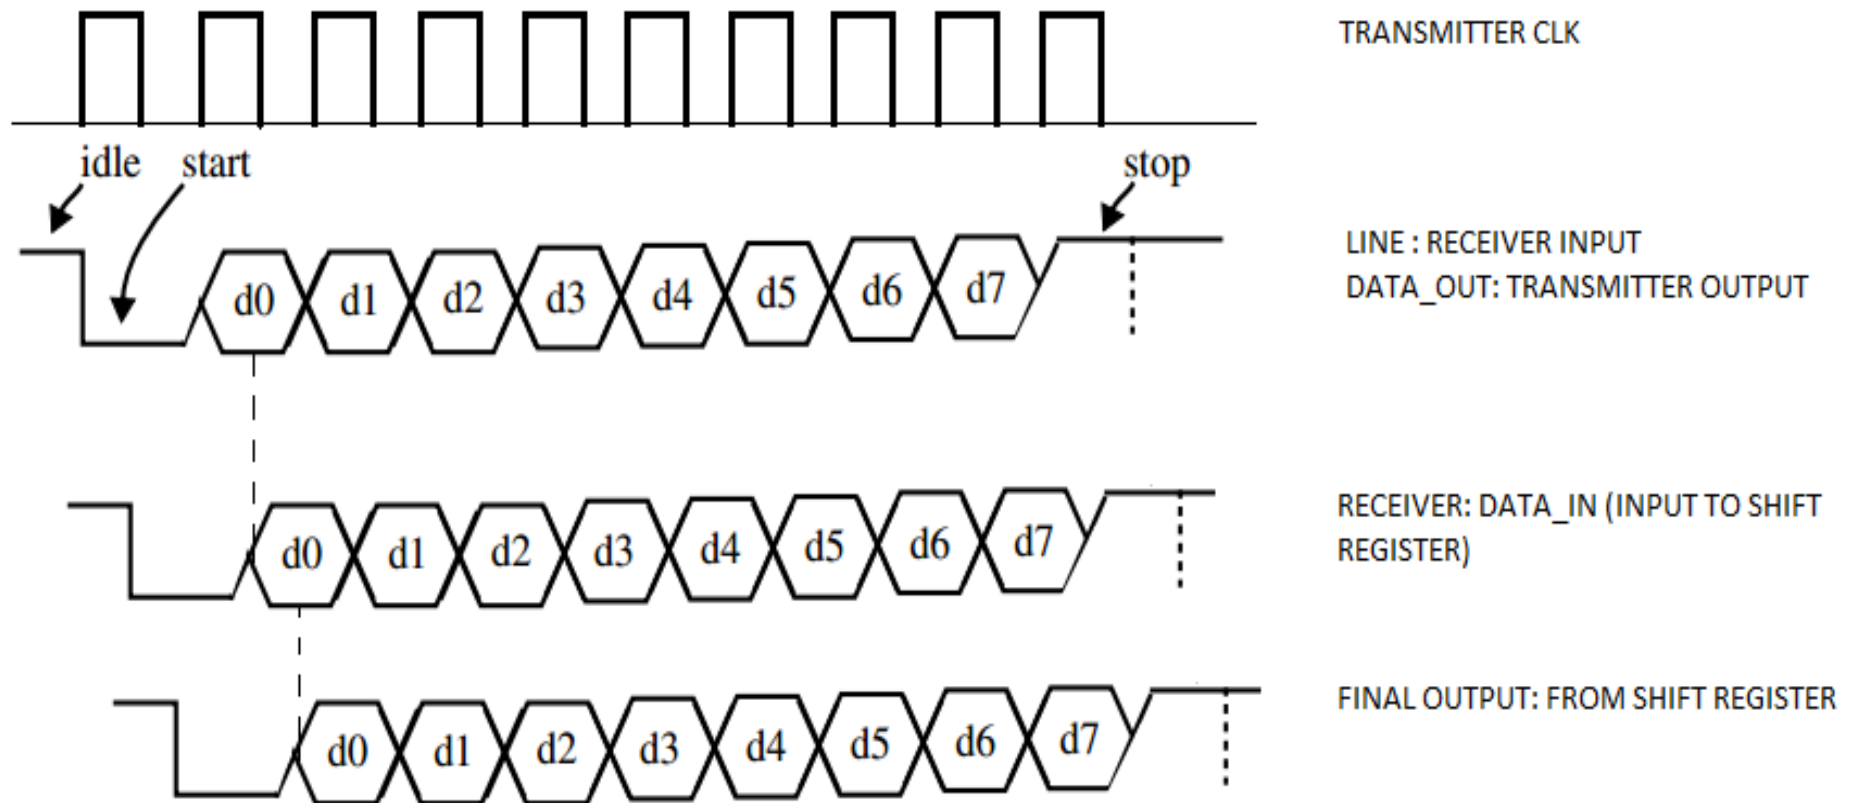 TRANSMITTER CLK
idle start stop
LINE : RECEIVER INPUT
DATA_OUT: TRANSMITTER OUTPUT
d0 d1 d2 d3 d4 d5 d6 d7
RECEIVER: DATA_IN (INPUT TO SHIFT
REGISTER)
d0 d1 d2 d3 d4 d5 d6 d7
FINAL OUTPUT: FROM SHIFT REGISTER
d0 d1 d2 d3 d4 d5 d6 d7